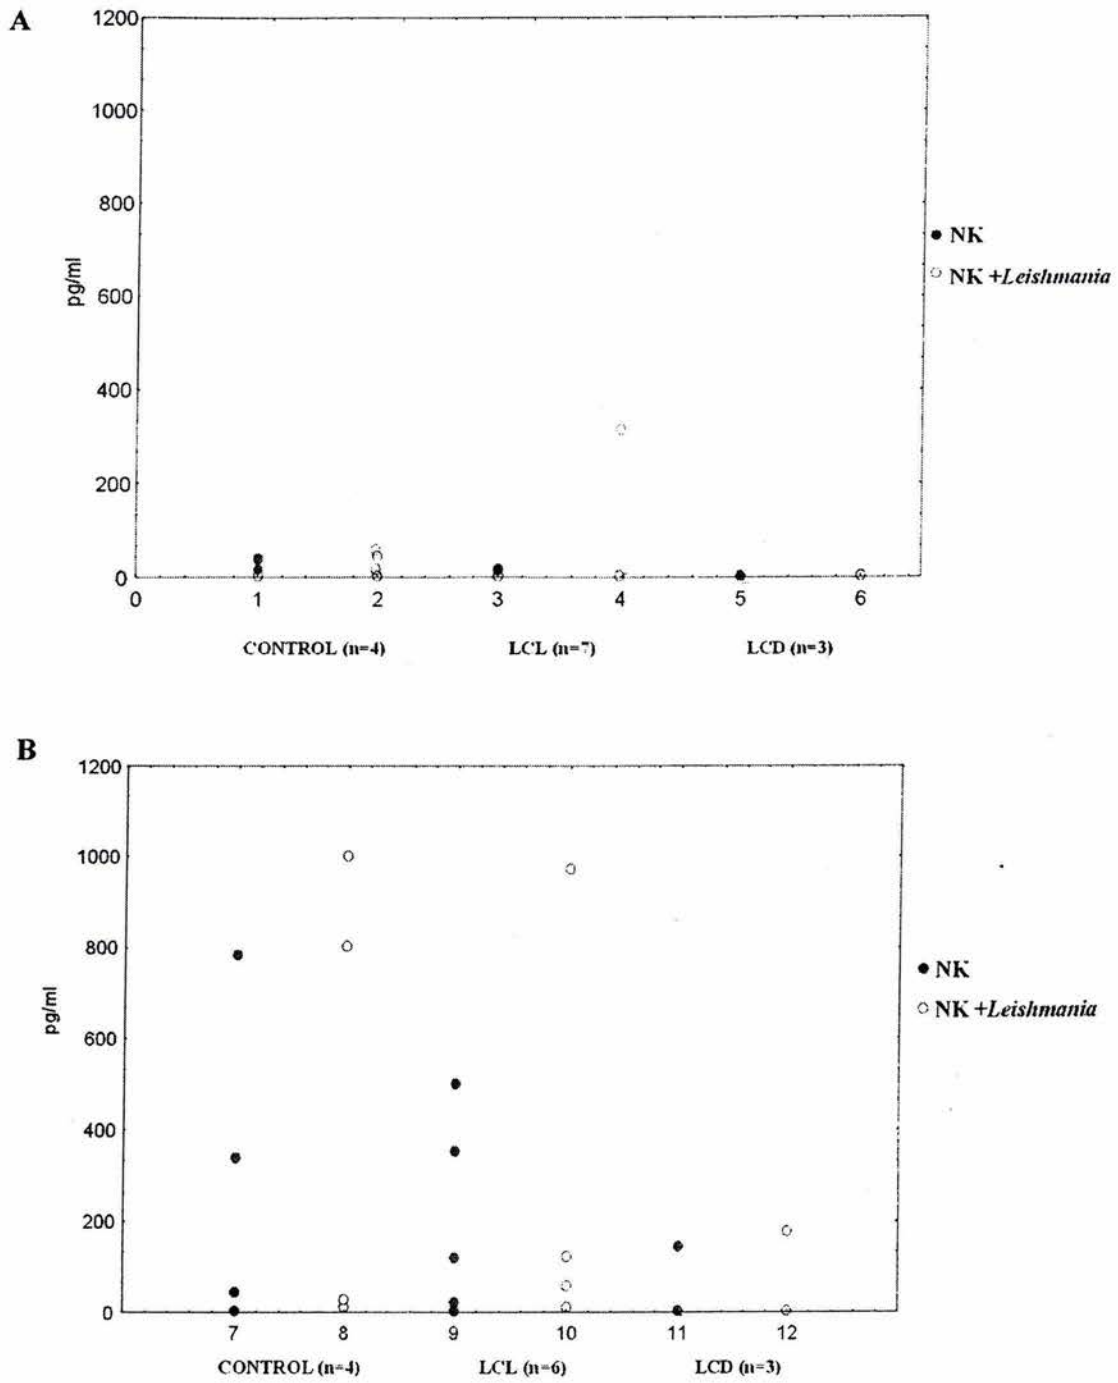 A
1200
1000
800
600
400
200
0
pg/ml
0 1 2 3 4 5 6
CONTROL (n=4) LCL (n=7) LCD (n=3)
NK
NK +Leishmania
B
1200
1000
800
600
400
200
0
pg/ml
7 8 9 10 11 12
CONTROL (n=4) LCL (n=6) LCD (n=3)
NK
NK +Leishmania